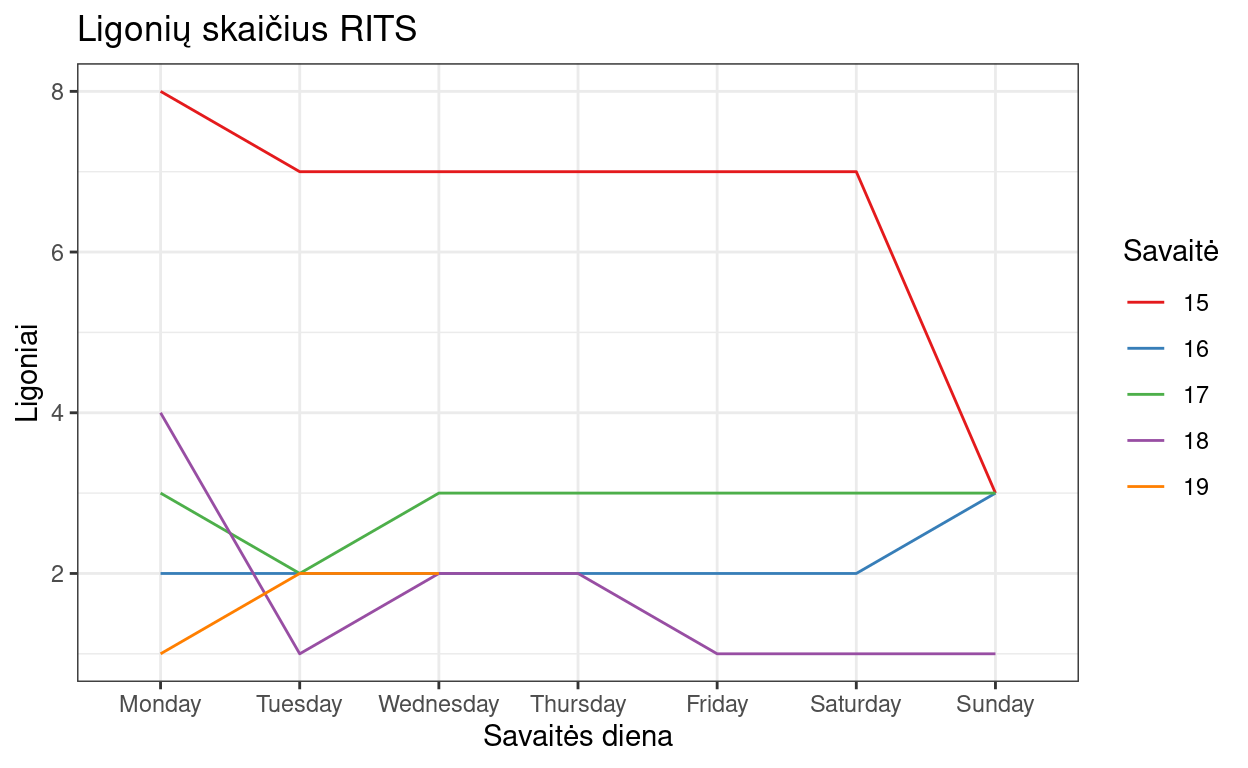 Ligonių skaičius RITS
Ligoniai
8
6
4
2
Monday Tuesday Wednesday Thursday Friday Saturday Sunday
Savaitės diena
Savaitė
15
16
17
18
19